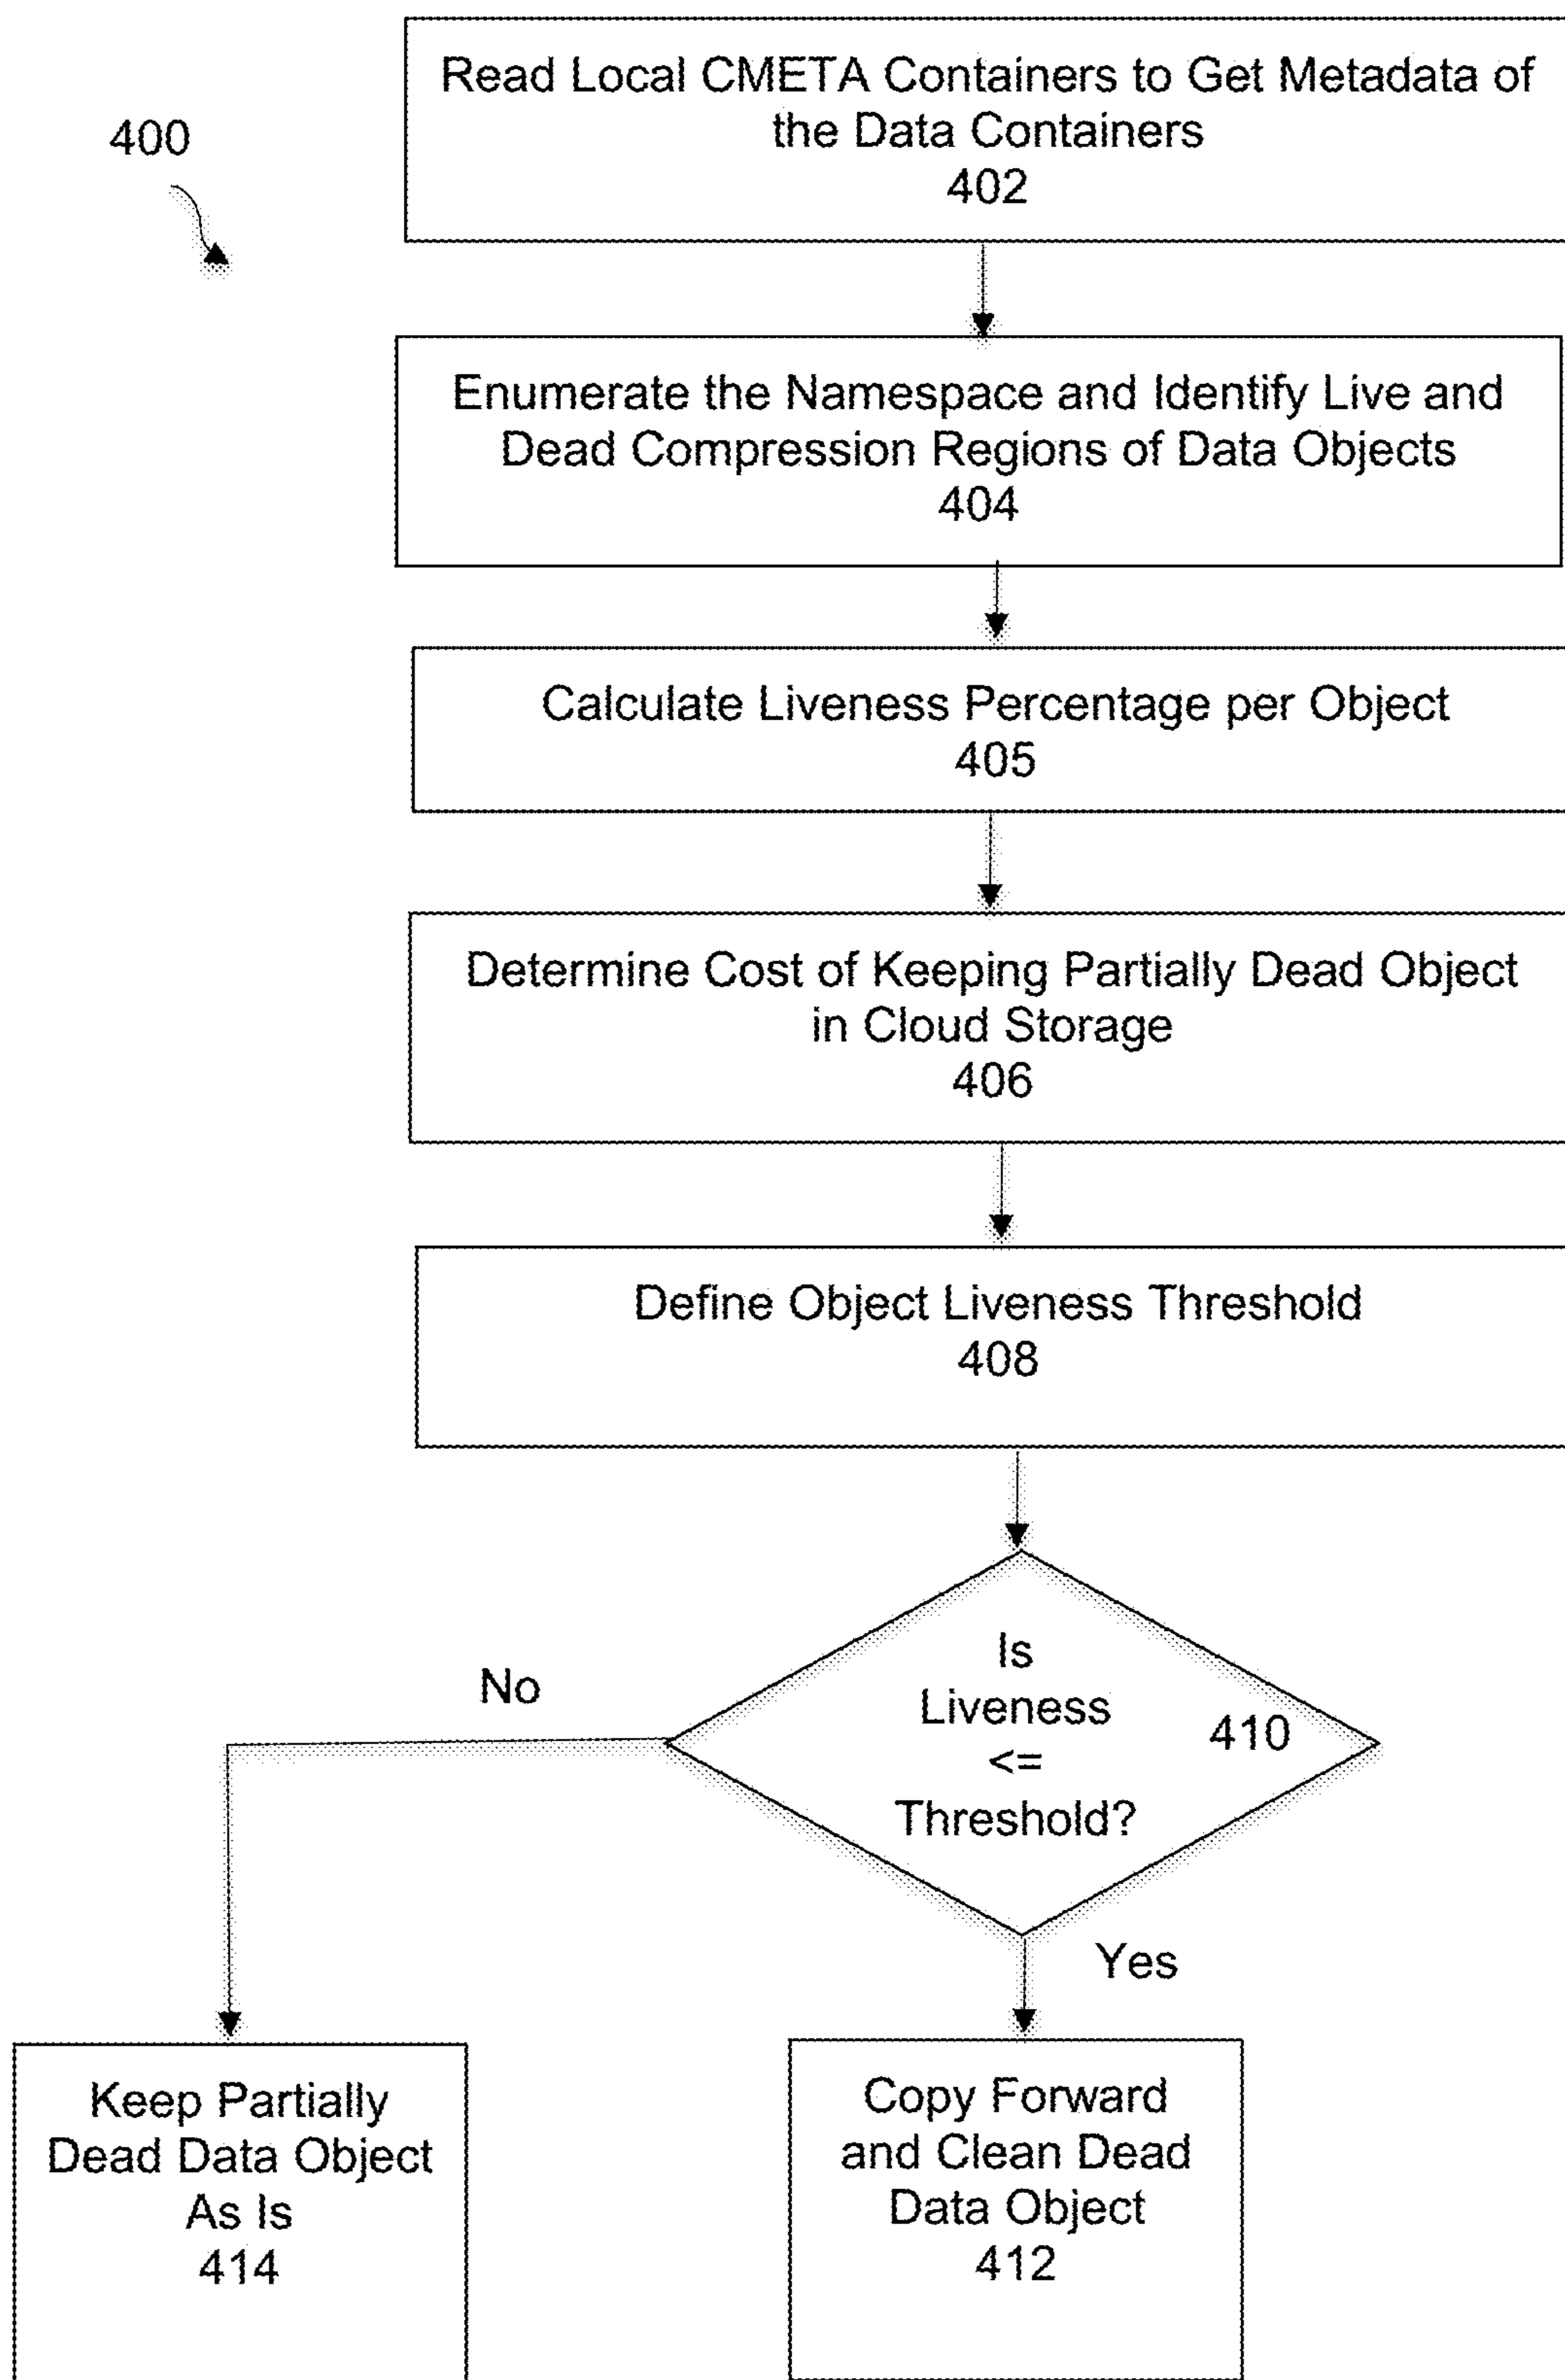 400
Read Local CMETA Containers to Get Metadata of
the Data Containers
402
Enumerate the Namespace and Identify Live and
Dead Compression Regions of Data Objects
404
Calculate Liveness Percentage per Object
405
Determine Cost of Keeping Partially Dead Object
in Cloud Storage
406
Define Object Liveness Threshold
408
Is
Liveness
<=
Threshold?
410
No
Yes
Keep Partially
Dead Data Object
As Is
414
Copy Forward
and Clean Dead
Data Object
412